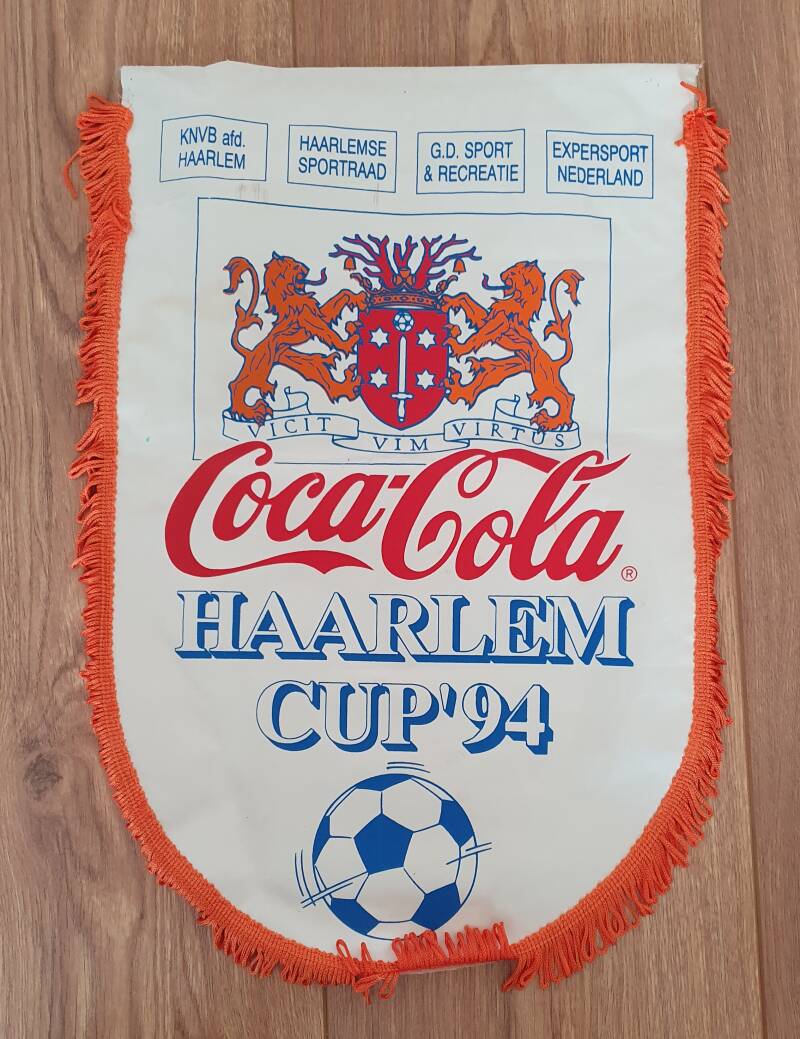 KNVB afd.
HAARLEM
HAARLEMSE
SPORTRAAD
G.D. SPORT
& RECREATIE
EXPERSPORT
NEDERLAND
VICIT VIM VIRTUS
Coca-Cola®
HAARLEM
CUP'94